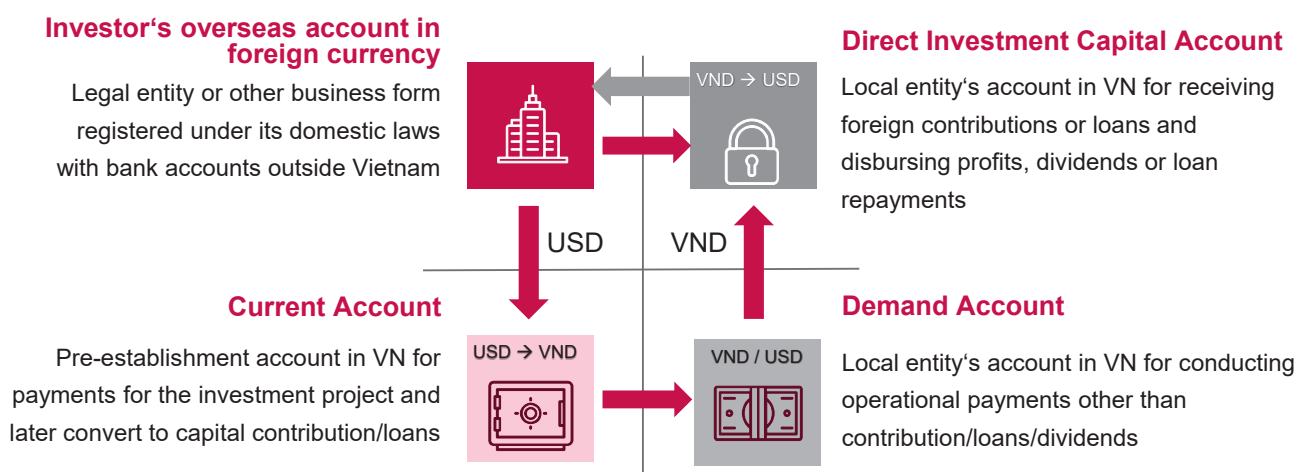 Investor‘s overseas account in
foreign currency
Legal entity or other business form
registered under its domestic laws
with bank accounts outside Vietnam
VND → USD
Direct Investment Capital Account
Local entity‘s account in VN for receiving
foreign contributions or loans and
disbursing profits, dividends or loan
repayments
USD
VND
Current Account
Pre-establishment account in VN for
payments for the investment project and
later convert to capital contribution/loans
USD → VND
VND / USD
Demand Account
Local entity‘s account in VN for conducting
operational payments other than
contribution/loans/dividends